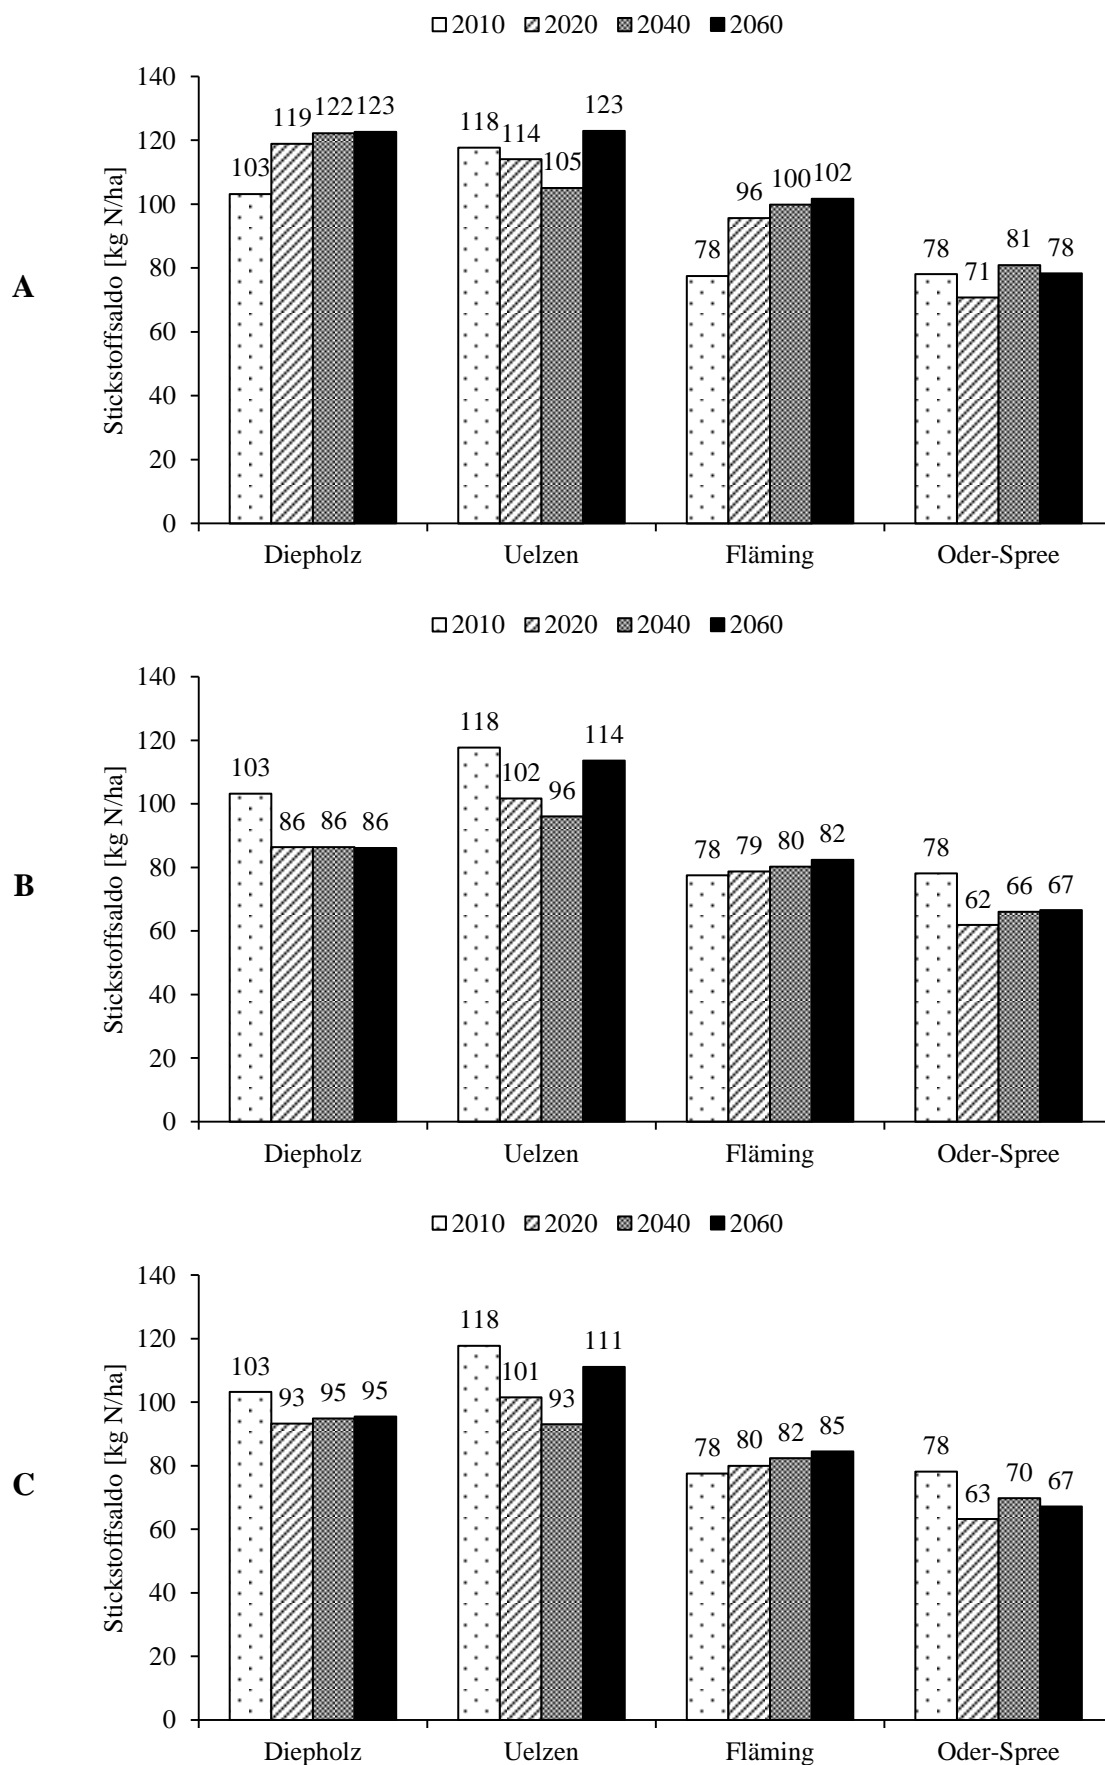 2010 2020 2040 2060
A
Stickstoffsaldo [kg N/ha]
140
120
100
80
60
40
20
0
103 119 122 123
118 114 105 123
78 96 100 102
78 71 81 78
Diepholz Uelzen Fläming Oder-Spree
2010 2020 2040 2060
B
Stickstoffsaldo [kg N/ha]
140
120
100
80
60
40
20
0
103 86 86 86
118 102 96 114
78 79 80 82
78 62 66 67
Diepholz Uelzen Fläming Oder-Spree
2010 2020 2040 2060
C
Stickstoffsaldo [kg N/ha]
140
120
100
80
60
40
20
0
103 93 95 95
118 101 93 111
78 80 82 85
78 63 70 67
Diepholz Uelzen Fläming Oder-Spree